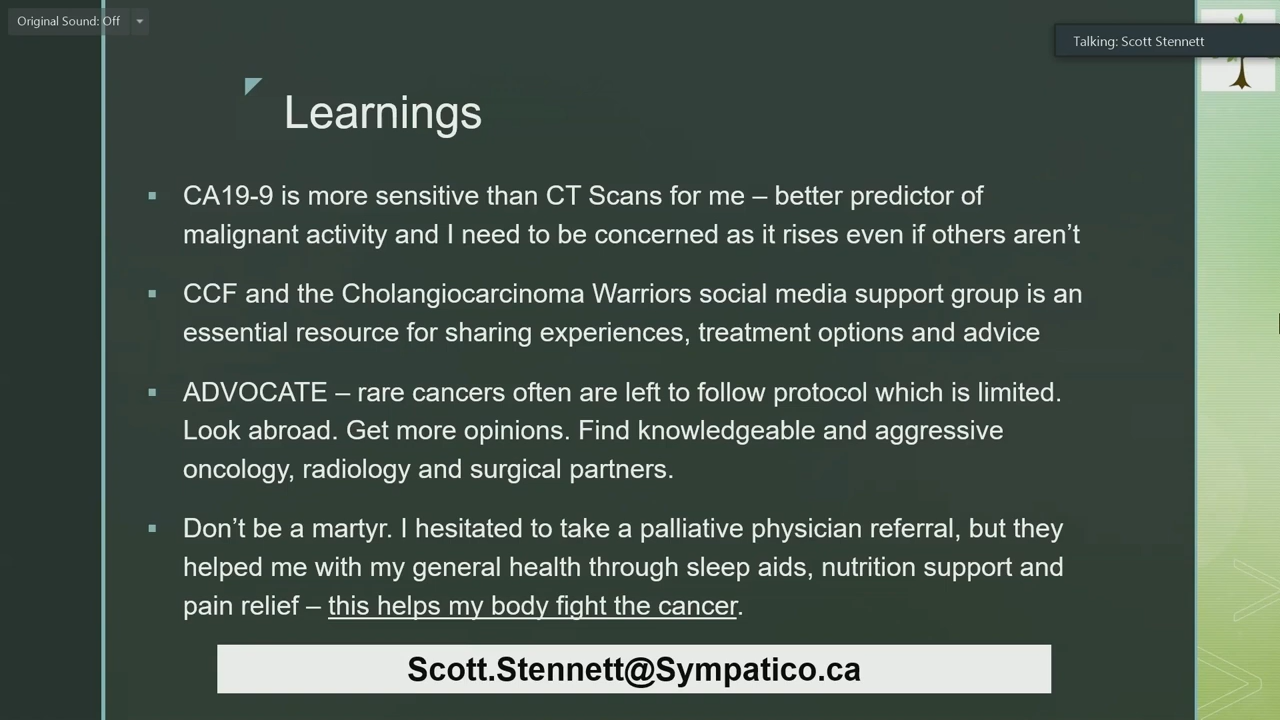 Original Sound: Off
Talking: Scott Stennett
Learnings
▪ CA19-9 is more sensitive than CT Scans for me – better predictor of
malignant activity and I need to be concerned as it rises even if others aren’t
▪ CCF and the Cholangiocarcinoma Warriors social media support group is an
essential resource for sharing experiences, treatment options and advice
▪ ADVOCATE – rare cancers often are left to follow protocol which is limited.
Look abroad. Get more opinions. Find knowledgeable and aggressive
oncology, radiology and surgical partners.
▪ Don’t be a martyr. I hesitated to take a palliative physician referral, but they
helped me with my general health through sleep aids, nutrition support and
pain relief – this helps my body fight the cancer.
Scott.Stennett@Sympatico.ca